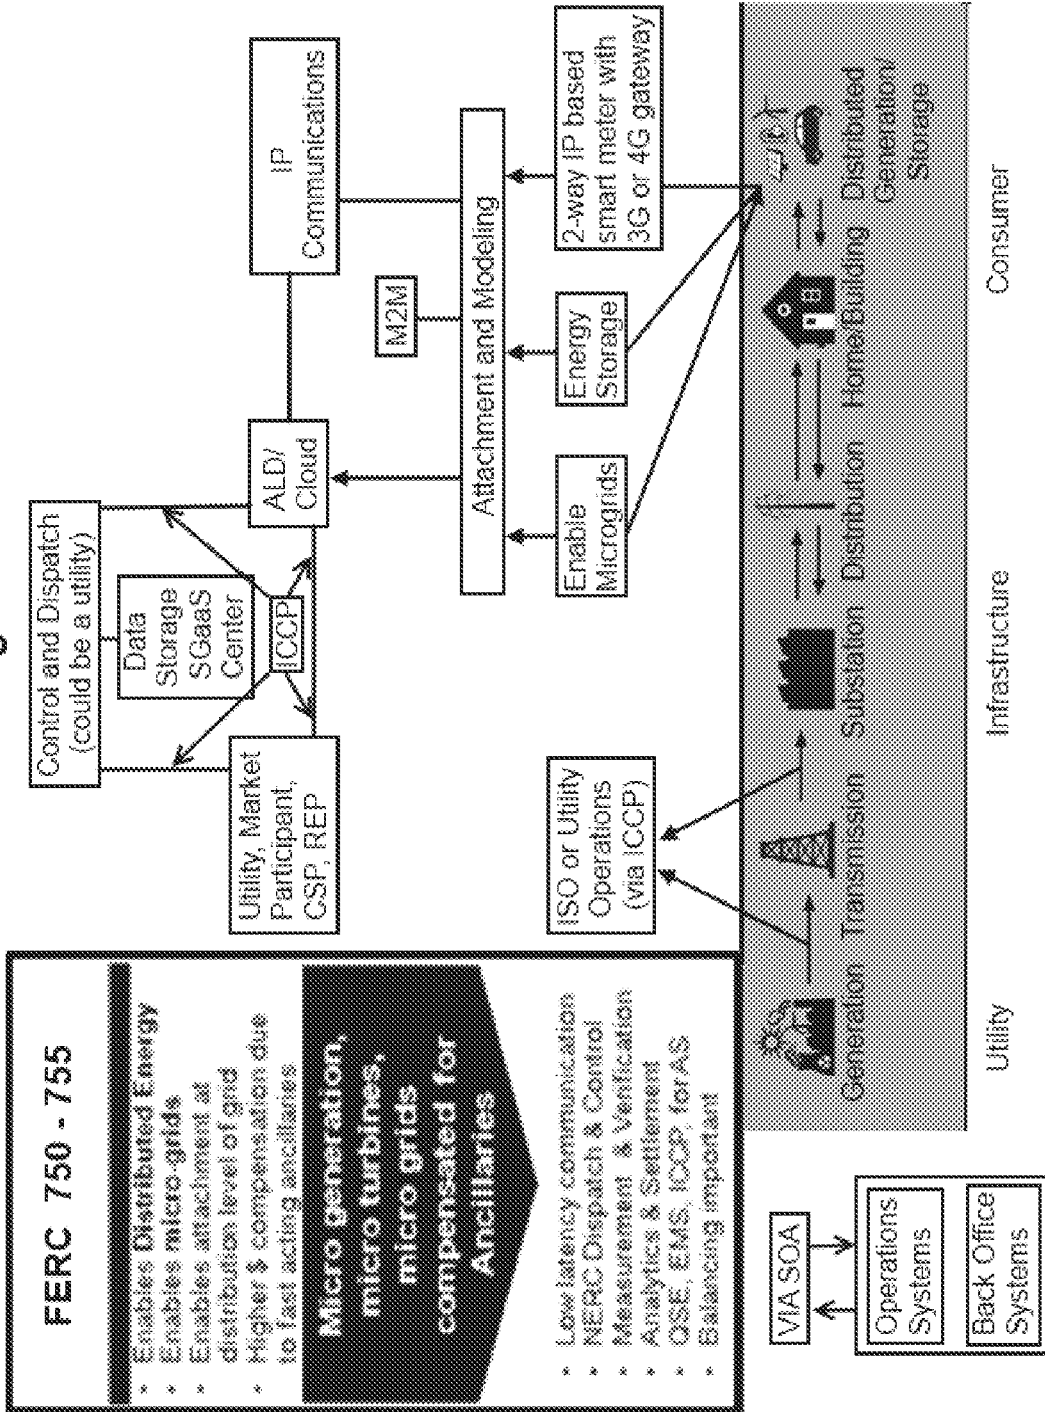 FERC 750 - 755
• Enables Distributed Energy
• Enables micro-grids
• Enables attachment at
distribution level of grid
• Higher $ compensation due
to fast acting ancillaries
Micro generation,
micro turbines,
micro grids
compensated for
Ancillaries
• Low latency communication
• NERC Dispatch & Control
• Measurement & Verification
• Analytics & Settlement
• QSE, EMS, ICCP, for AS
• Balancing important
Control and Dispatch
(could be a utility)
Data
Storage
SGaaS
Center
ICCP
Utility, Market
Participant,
CSP, REP
ALD/
Cloud
IP
Communications
M2M
Attachment and Modeling
ISO or Utility
Operations
(via ICCP)
Enable
Microgrids
Energy
Storage
2-way IP based
smart meter with
3G or 4G gateway
VIA SOA
Operations
Systems
Back Office
Systems
Generation
Transmission
Substation
Distribution
Home/Building
Distributed
Generation/
Storage
Utility
Infrastructure
Consumer